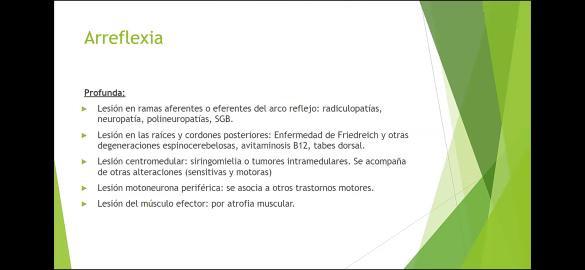 Arreflexia
Profunda:
Lesión en ramas aferentes o eferentes del arco reflejo: radiculopatías,
neuropatía, polineuropatías, SGB.
Lesión en las raíces y cordones posteriores: Enfermedad de Friedreich y otras
degeneraciones espinocerebelosas, avitaminosis B12, tabes dorsal.
Lesión centromedular: siringomielia o tumores intramedulares. Se acompaña
de otras alteraciones (sensitivas y motoras)
Lesión motoneurona periférica: se asocia a otros trastornos motores.
Lesión del músculo efector: por atrofia muscular.